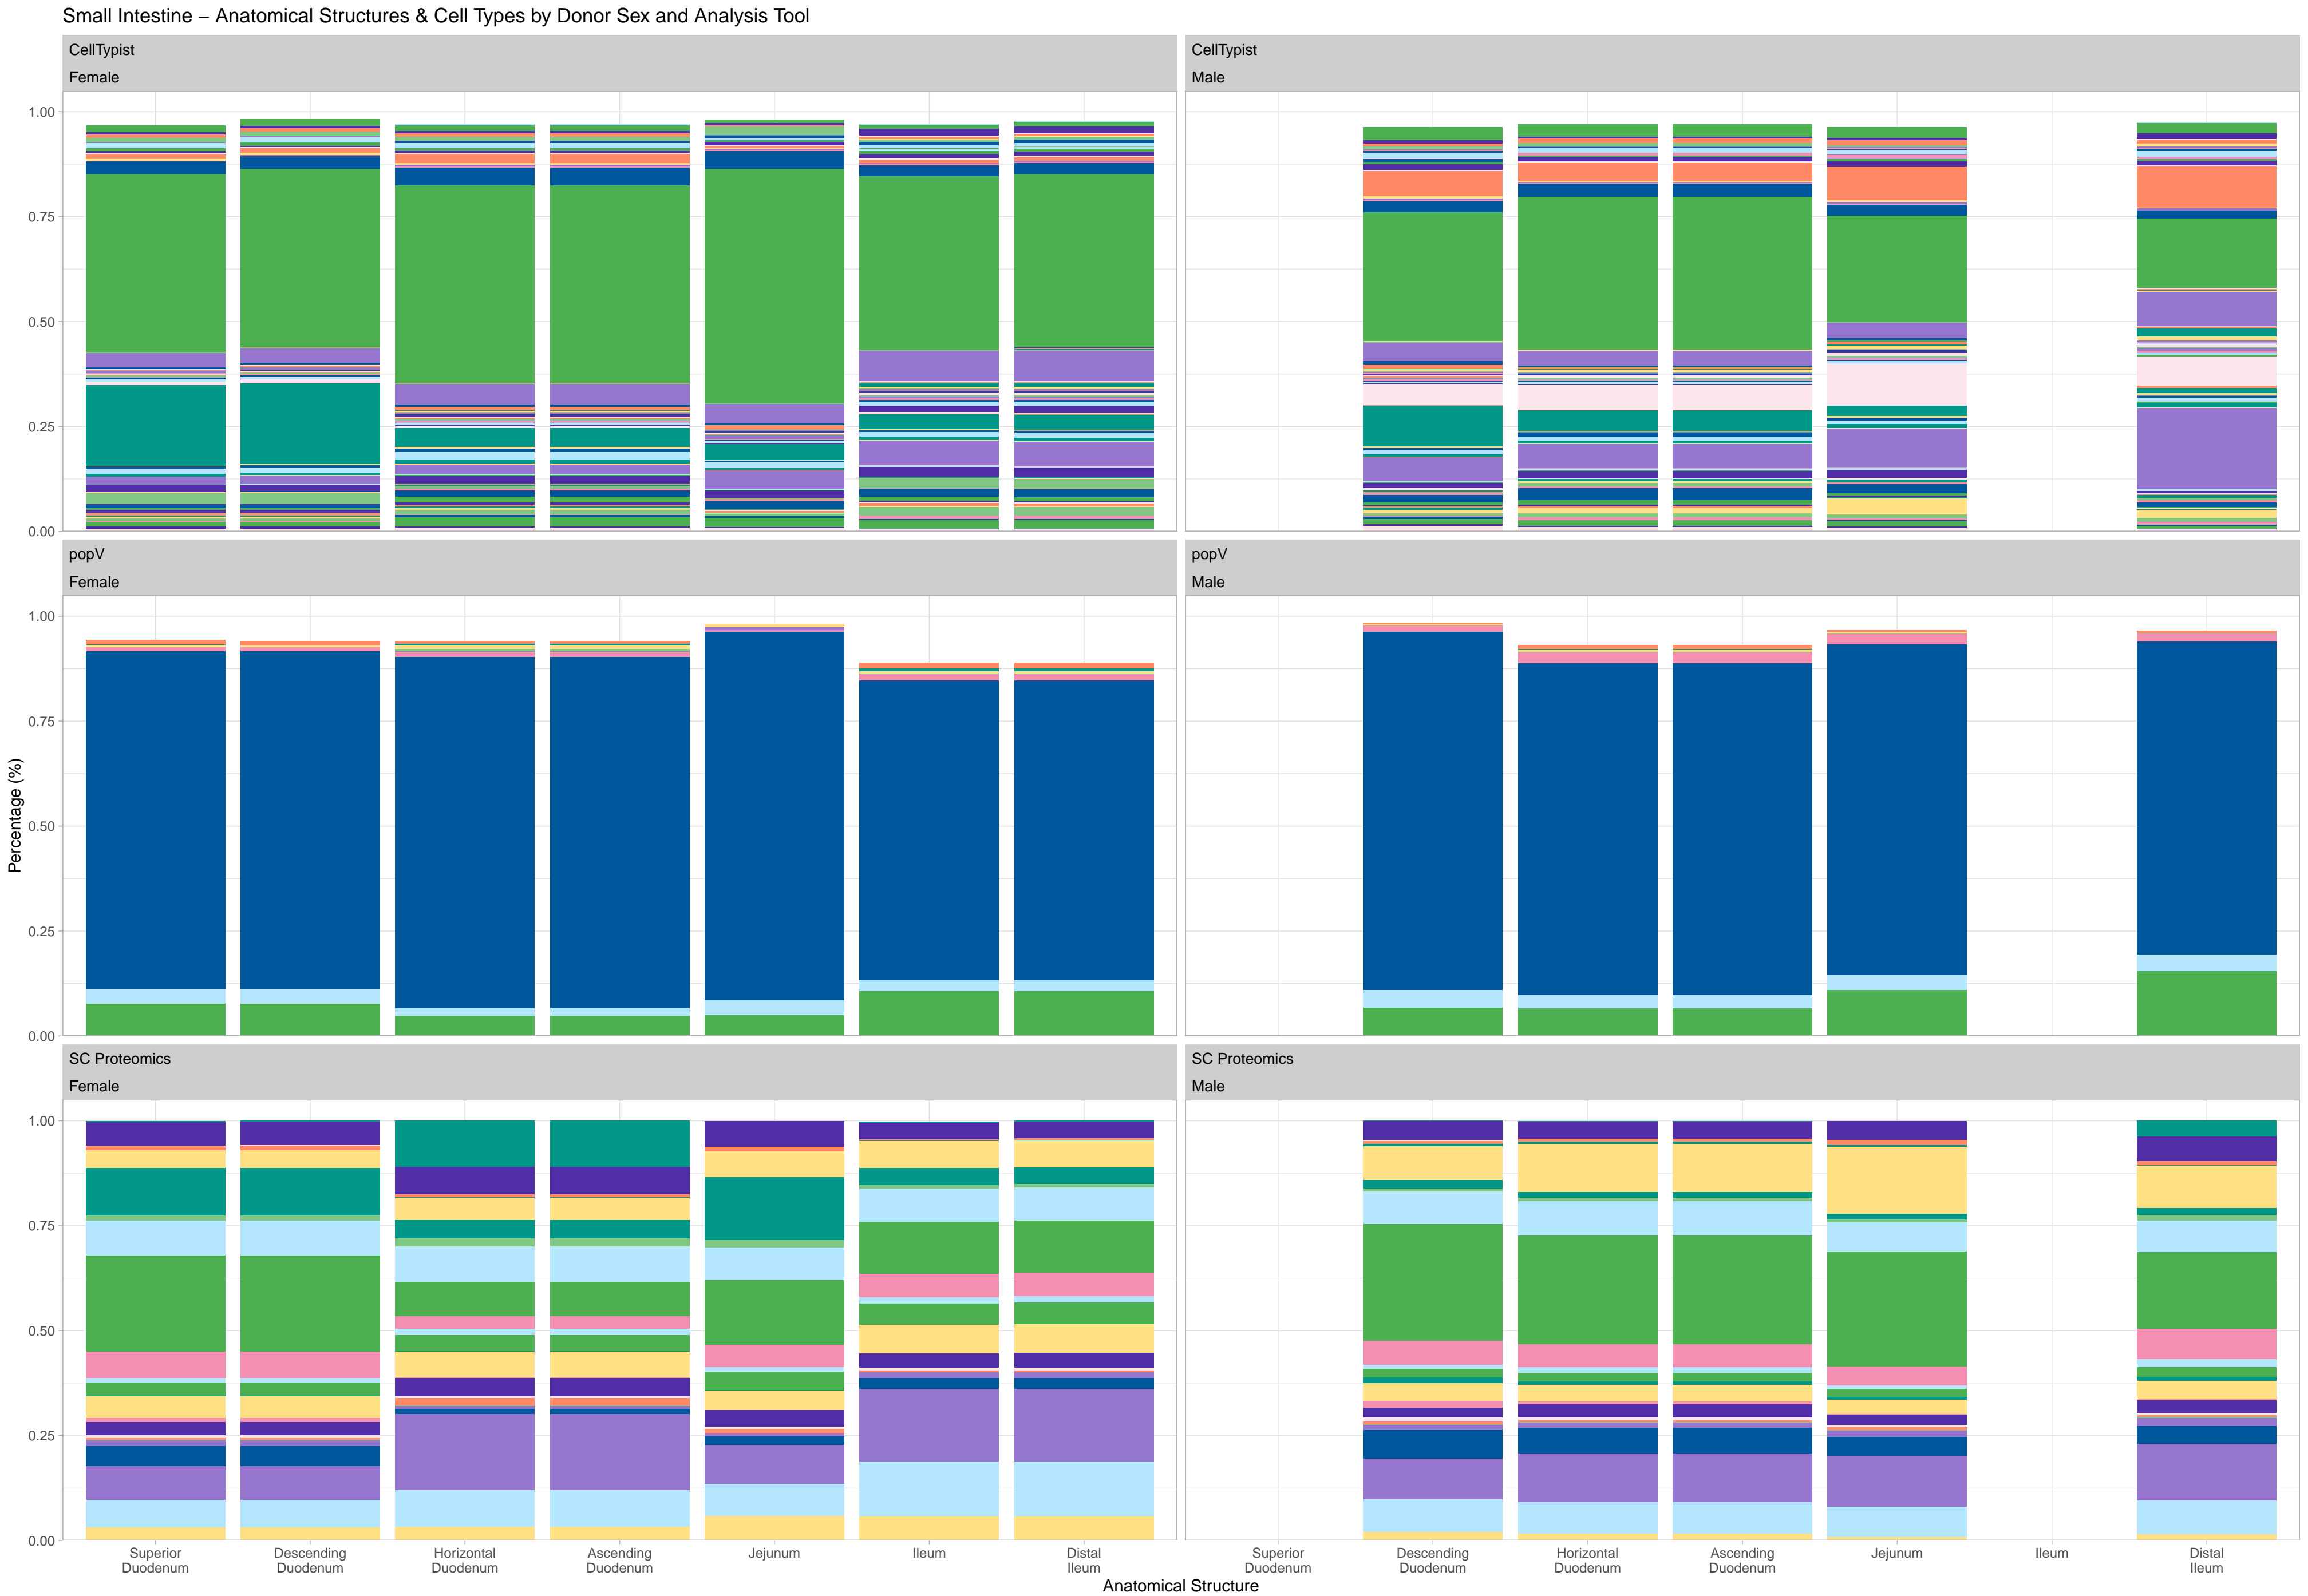 Small Intestine – Anatomical Structures & Cell Types by Donor Sex and Analysis Tool
CellTypist
Female
CellTypist
Male
1.00
0.75
0.50
0.25
0.00
popV
Female
popV
Male
1.00
0.75
0.50
0.25
0.00
Percentage (%)
SC Proteomics
Female
SC Proteomics
Male
1.00
0.75
0.50
0.25
0.00
Superior
Duodenum
Descending
Duodenum
Horizontal
Duodenum
Ascending
Duodenum
Jejunum
Ileum
Distal
Ileum
Superior
Duodenum
Descending
Duodenum
Horizontal
Duodenum
Ascending
Duodenum
Jejunum
Ileum
Distal
Ileum
Anatomical Structure